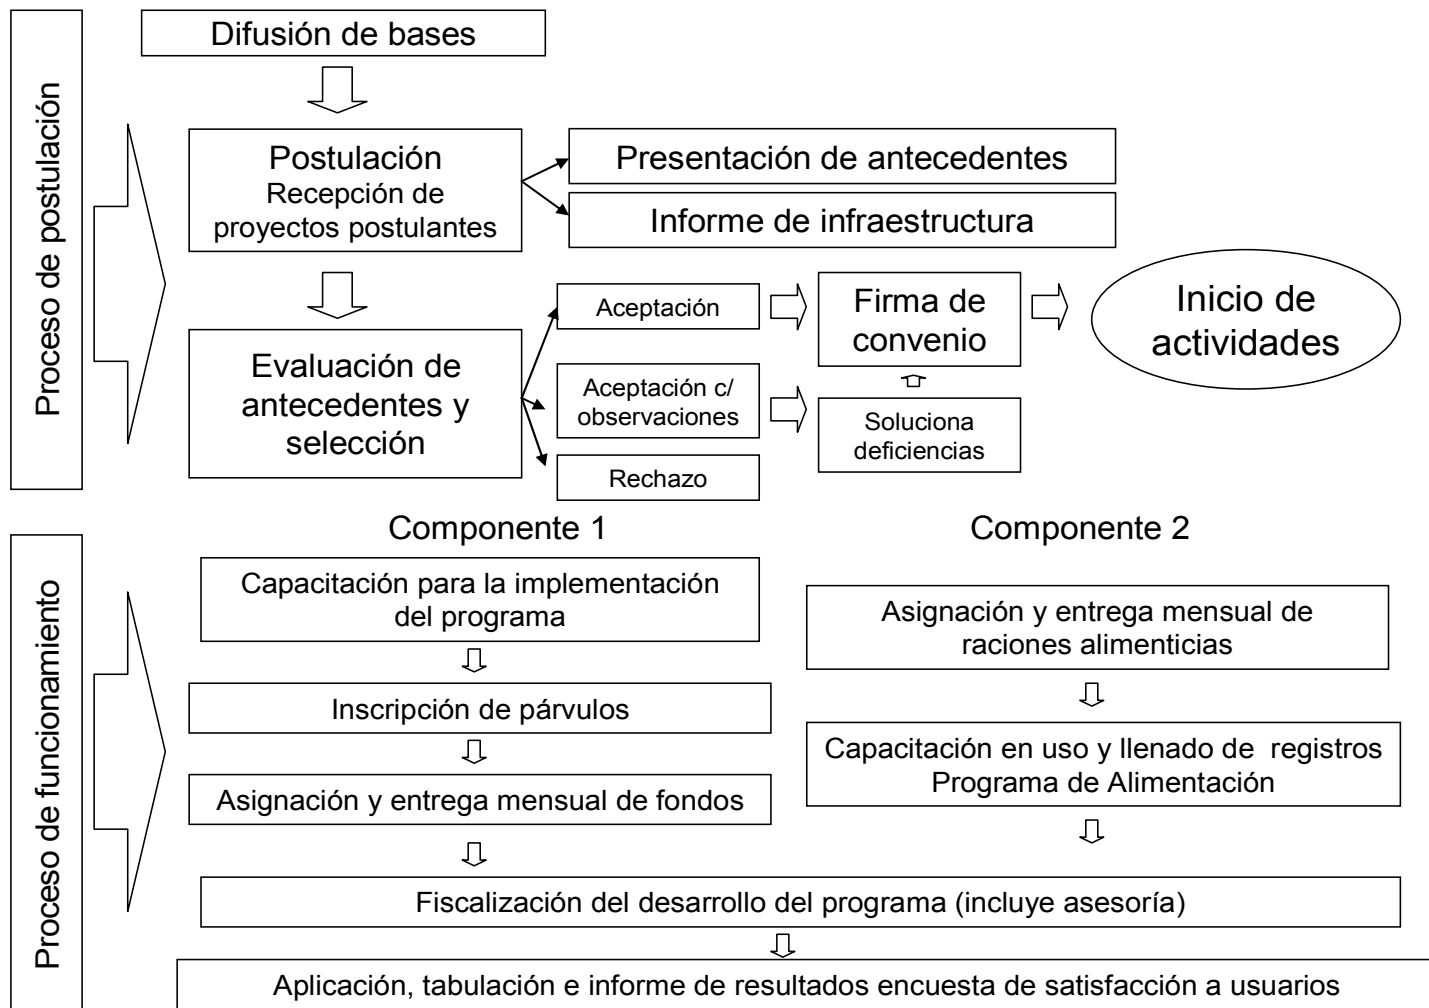 Proceso de postulación
Difusión de bases
Postulación
Recepción de
proyectos postulantes
Presentación de antecedentes
Informe de infraestructura
Evaluación de
antecedentes y
selección
Aceptación
Aceptación c/
observaciones
Rechazo
Firma de
convenio
Soluciona
deficiencias
Inicio de
actividades
Proceso de funcionamiento
Componente 1
Capacitación para la implementación
del programa
Inscripción de párvulos
Asignación y entrega mensual de fondos
Componente 2
Asignación y entrega mensual de
raciones alimenticias
Capacitación en uso y llenado de registros
Programa de Alimentación
Fiscalización del desarrollo del programa (incluye asesoría)
Aplicación, tabulación e informe de resultados encuesta de satisfacción a usuarios